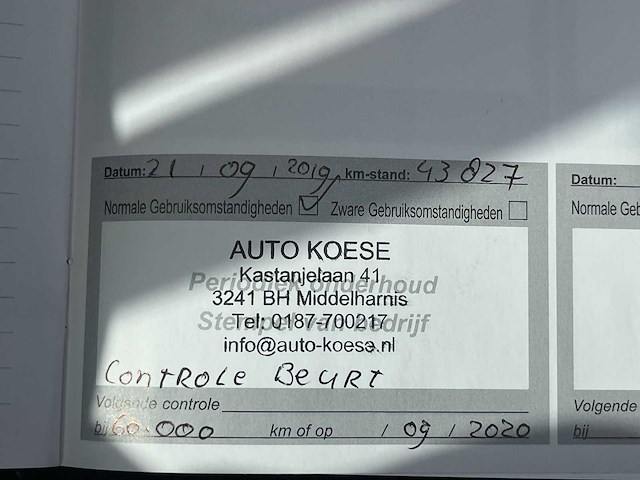 Datum: 21 / 09 / 2019, km-stand: 43 827
Normale Gebruiksomstandigheden ☑ Zware Gebruiksomstandigheden ☐
AUTO KOESE
Kastanjelaan 41
Periodiek onderhoud
3241 BH Middelharnis
Tel: 0187-700217
Stempel van bedrijf
info@auto-koese.nl
CONTROLE BEURT
Volgende controle
bij 60.000 km of op / 09 / 2020
Datum:
Normale Geb
Volgende
bij